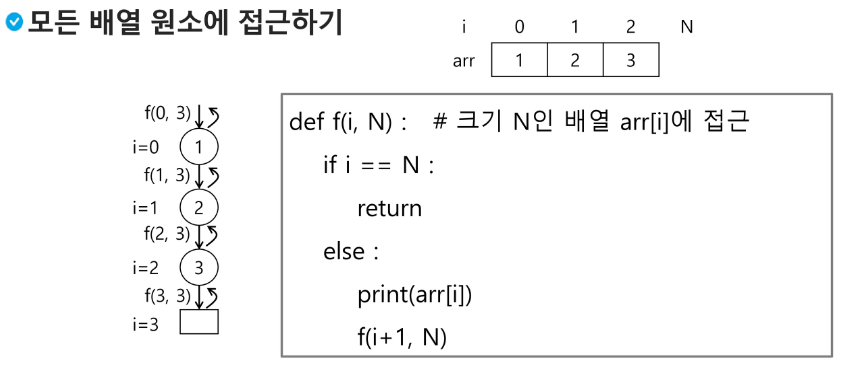 모든 배열 원소에 접근하기
i 0 1 2 N
arr 1 2 3
f(0, 3)
i=0 1
f(1, 3)
i=1 2
f(2, 3)
i=2 3
f(3, 3)
i=3
def f(i, N) : # 크기 N인 배열 arr[i]에 접근
if i == N :
return
else :
print(arr[i])
f(i+1, N)